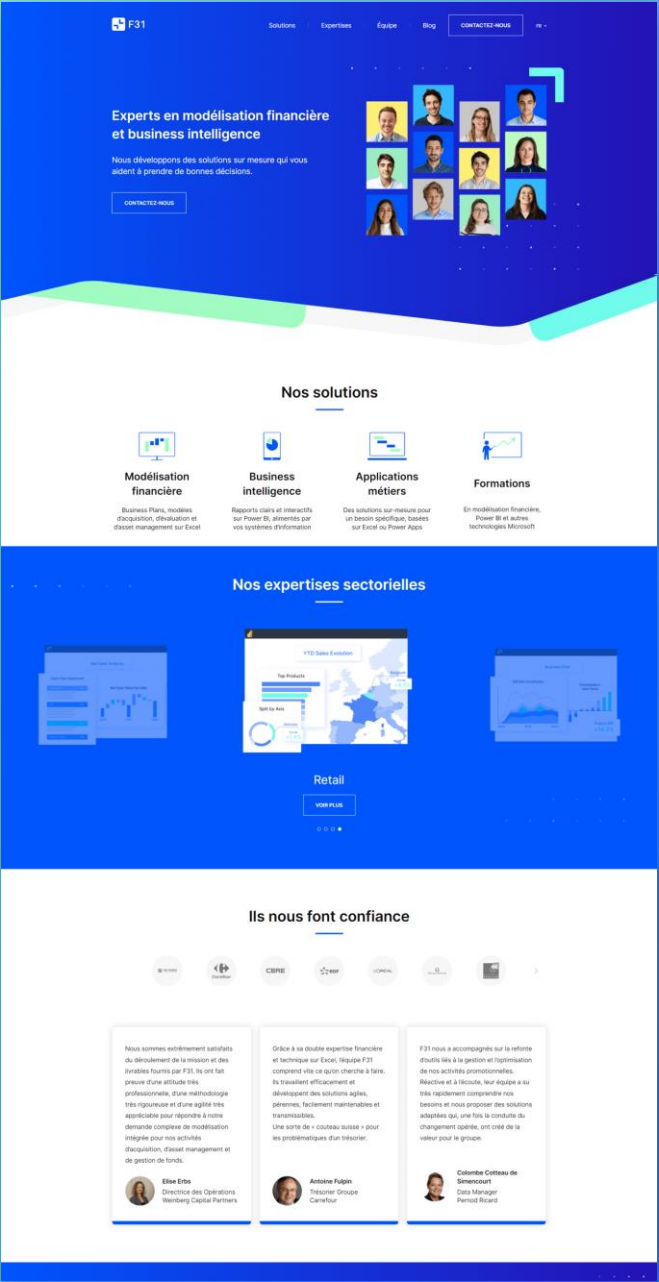 F31
Solutions
Expertises
Équipe
Blog
CONTACTEZ-NOUS
FR
Experts en modélisation financière
et business intelligence
Nous développons des solutions sur mesure qui vous
aident à prendre de bonnes décisions.
CONTACTEZ-NOUS
Nos solutions
Modélisation
financière
Business Plans, modèles
d'acquisition, d'évaluation et
d'asset management sur Excel
Business
intelligence
Rapports clairs et interactifs
sur Power BI, alimentés par
vos systèmes d'information
Applications
métiers
Des solutions sur-mesure pour
un besoin spécifique, basées
sur Excel ou Power Apps
Formations
En modélisation financière,
Power BI et autres
technologies Microsoft
Nos expertises sectorielles
YTD Sales Evolution
Top Products
Split by Axis
Retail
VOIR PLUS
Ils nous font confiance
Carrefour
CBRE
EDF
L'ORÉAL
Nous sommes extrêmement satisfaits
du déroulement de la mission et des
livrables fournis par F31. Ils ont fait
preuve d'une attitude très
professionnelle, d'une méthodologie
très rigoureuse et d'une agilité très
appréciable pour répondre à notre
demande complexe de modélisation
intégrée pour nos activités
d'acquisition, d'asset management et
de gestion de fonds.
Elise Erbs
Directrice des Opérations
Weinberg Capital Partners
Grâce à sa double expertise financière
et technique sur Excel, l'équipe F31
comprend vite ce qu'on cherche à faire.
Ils travaillent efficacement et
développent des solutions agiles,
pérennes, facilement maintenables et
transmissibles.
Une sorte de « couteau suisse » pour
les problématiques d'un trésorier.
Antoine Fulpin
Trésorier Groupe
Carrefour
F31 nous a accompagnés sur la refonte
d'outils liés à la gestion et l'optimisation
de nos activités promotionnelles.
Réactive et à l'écoute, leur équipe a su
très rapidement comprendre nos
besoins et nous proposer des solutions
adaptées qui, une fois la conduite du
changement opérée, ont créé de la
valeur pour le groupe.
Colombe Cotteau de
Simencourt
Data Manager
Pernod Ricard